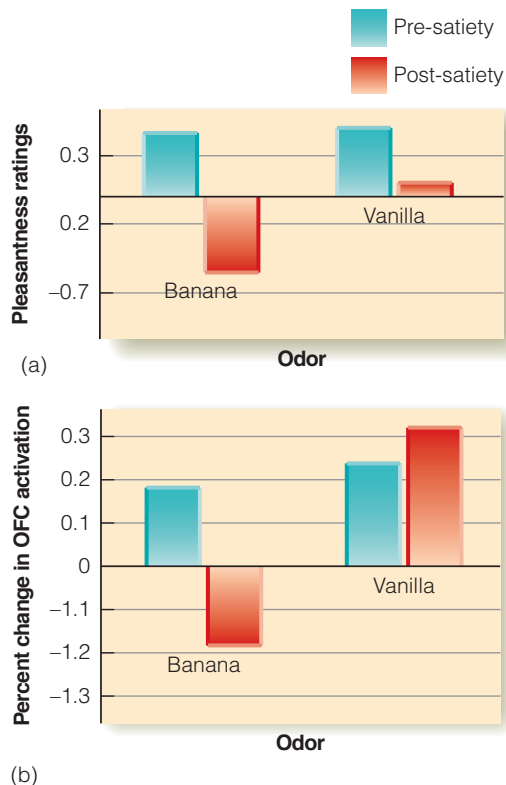 Pre-satiety
Post-satiety
Pleasantness ratings
0.3
0.2
−0.7
Banana
Vanilla
Odor
(a)
Percent change in OFC activation
0.3
0.2
0.1
0
−1.1
−1.2
−1.3
Banana
Vanilla
Odor
(b)